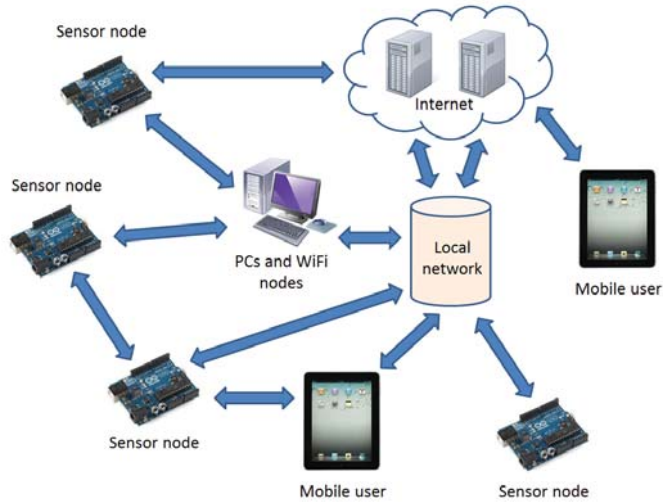 Sensor node
Internet
Sensor node
PCs and WiFi
nodes
Local
network
Mobile user
Sensor node
Mobile user
Sensor node